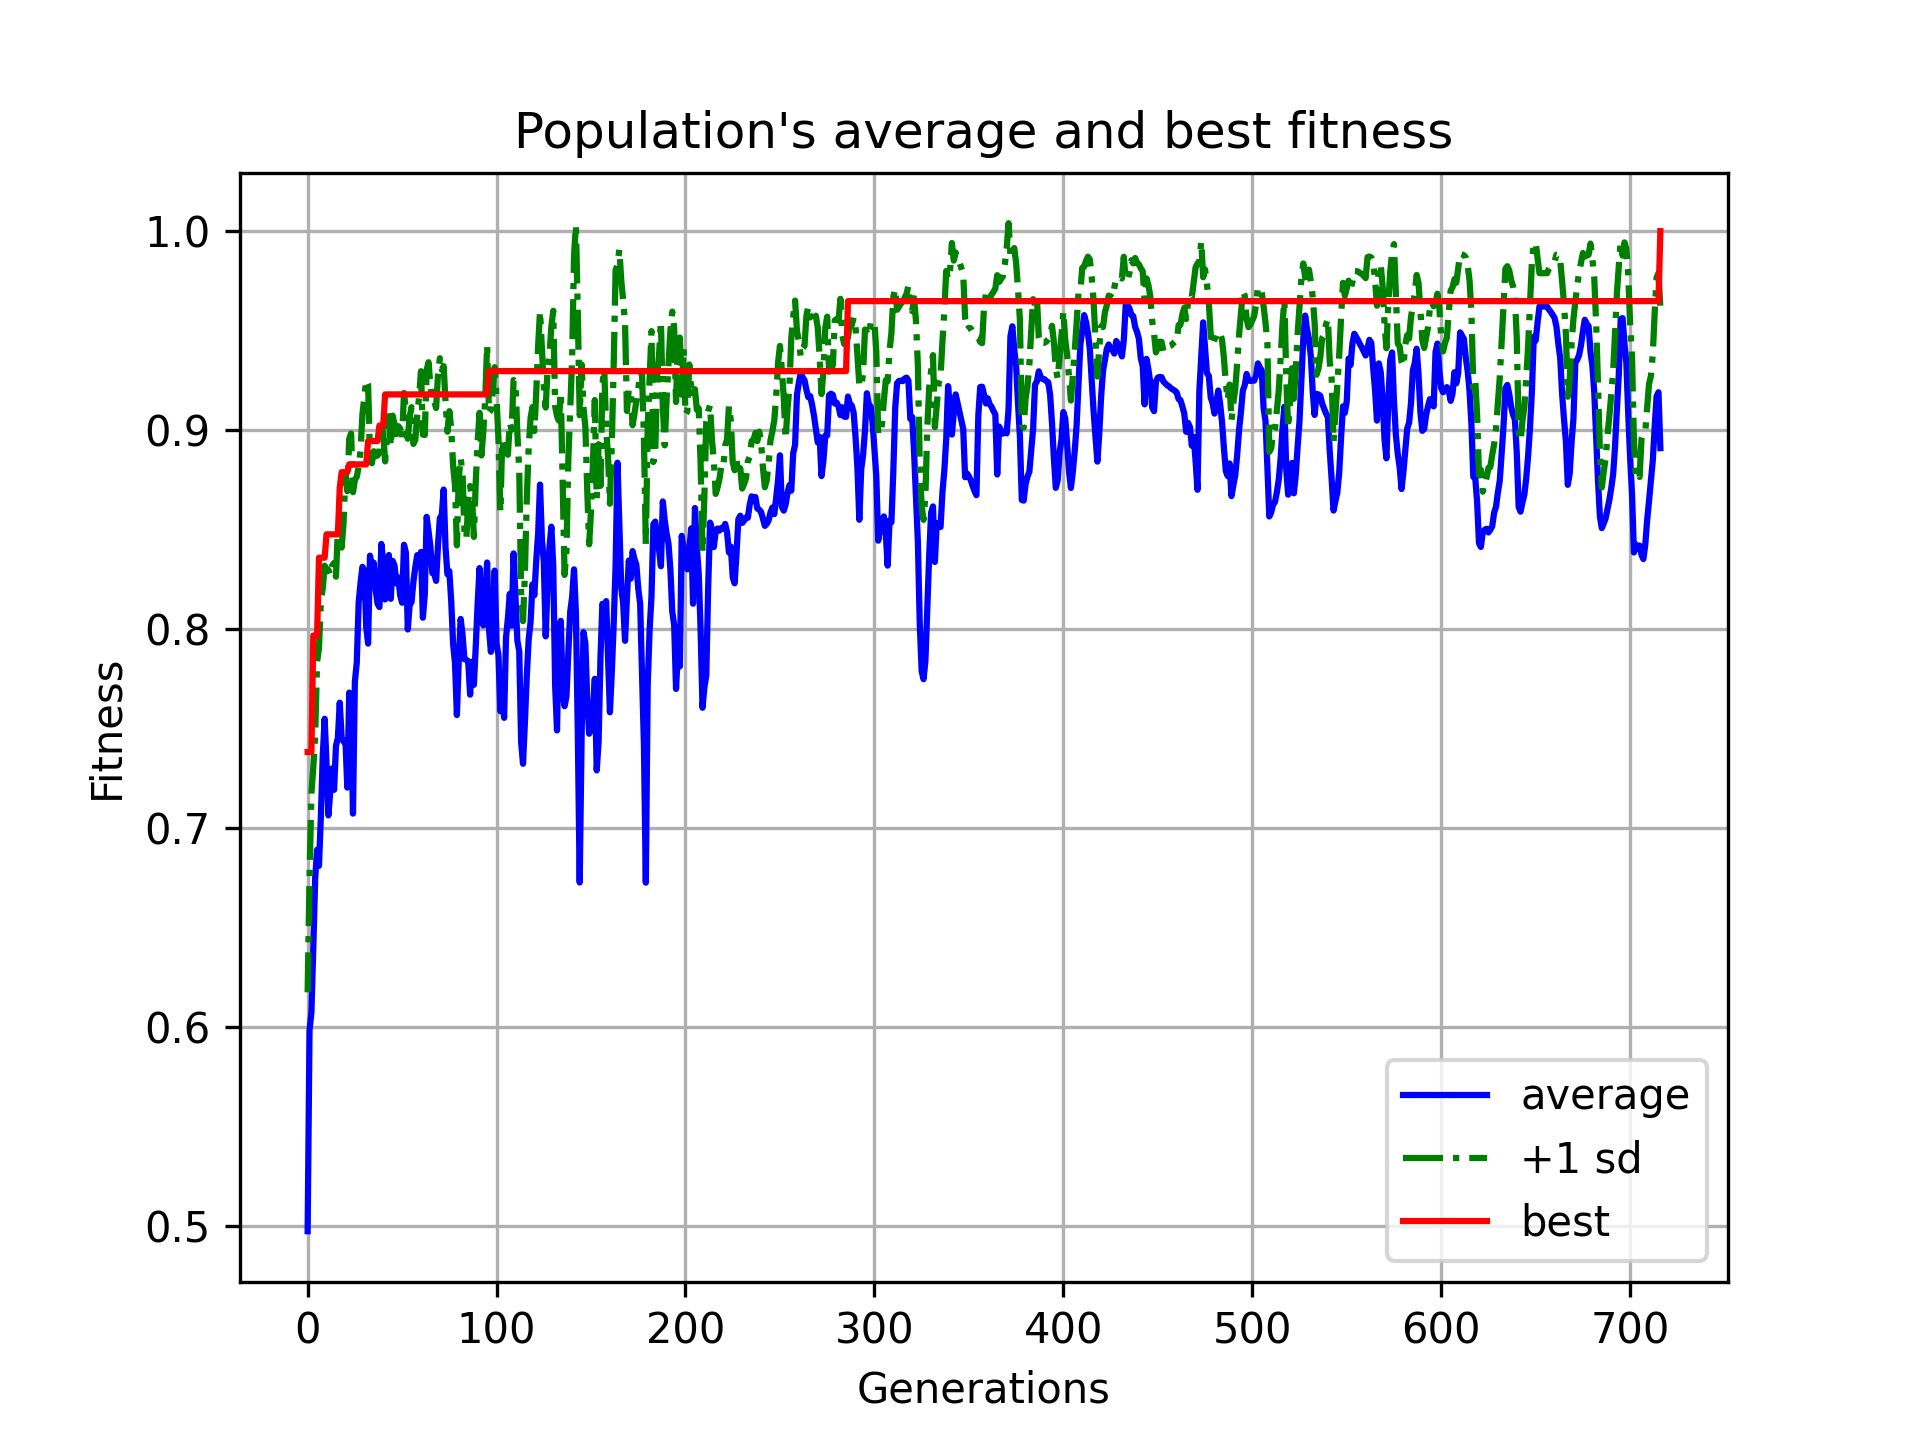 Population's average and best fitness
1.0
0.9
0.8
0.7
0.6
0.5
Fitness
0 100 200 300 400 500 600 700
Generations
average
+1 sd
best